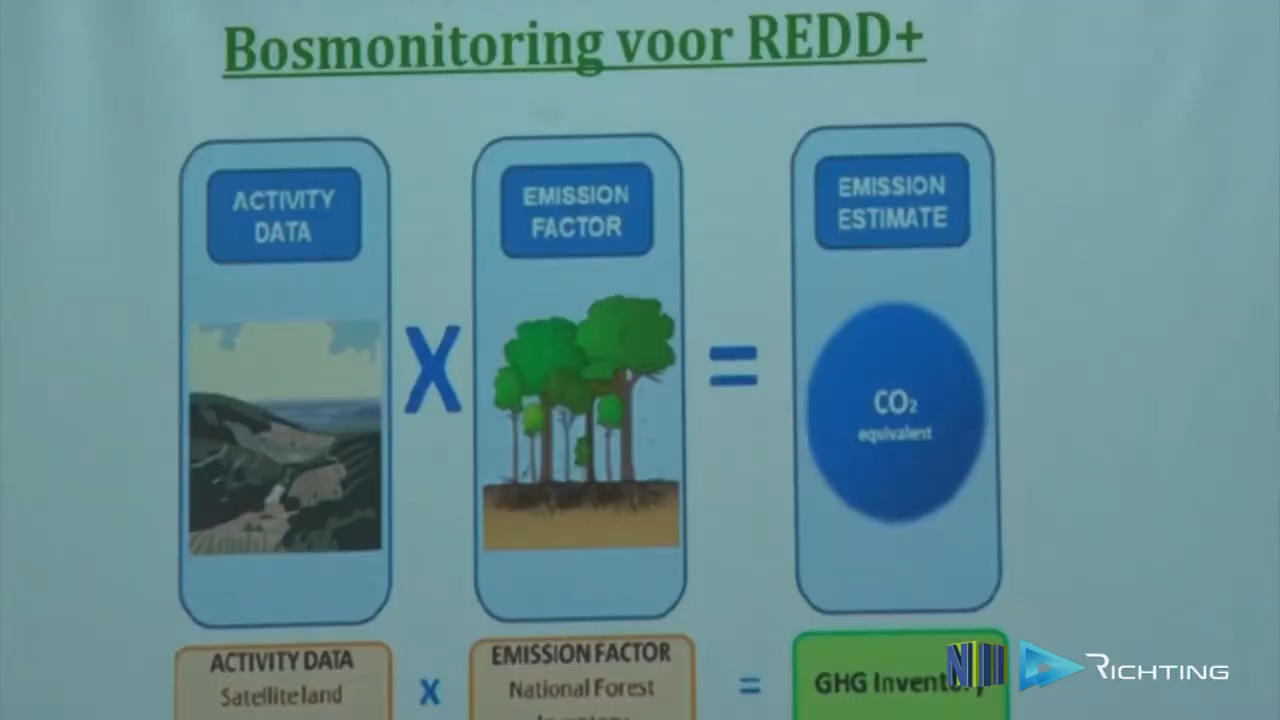 Bosmonitoring voor REDD+
ACTIVITY
DATA
EMISSION
FACTOR
EMISSION
ESTIMATE
X
=
CO₂
equivalent
ACTIVITY DATA
Satellite land
x
EMISSION FACTOR
National Forest
=
GHG Inventory
RICHTING